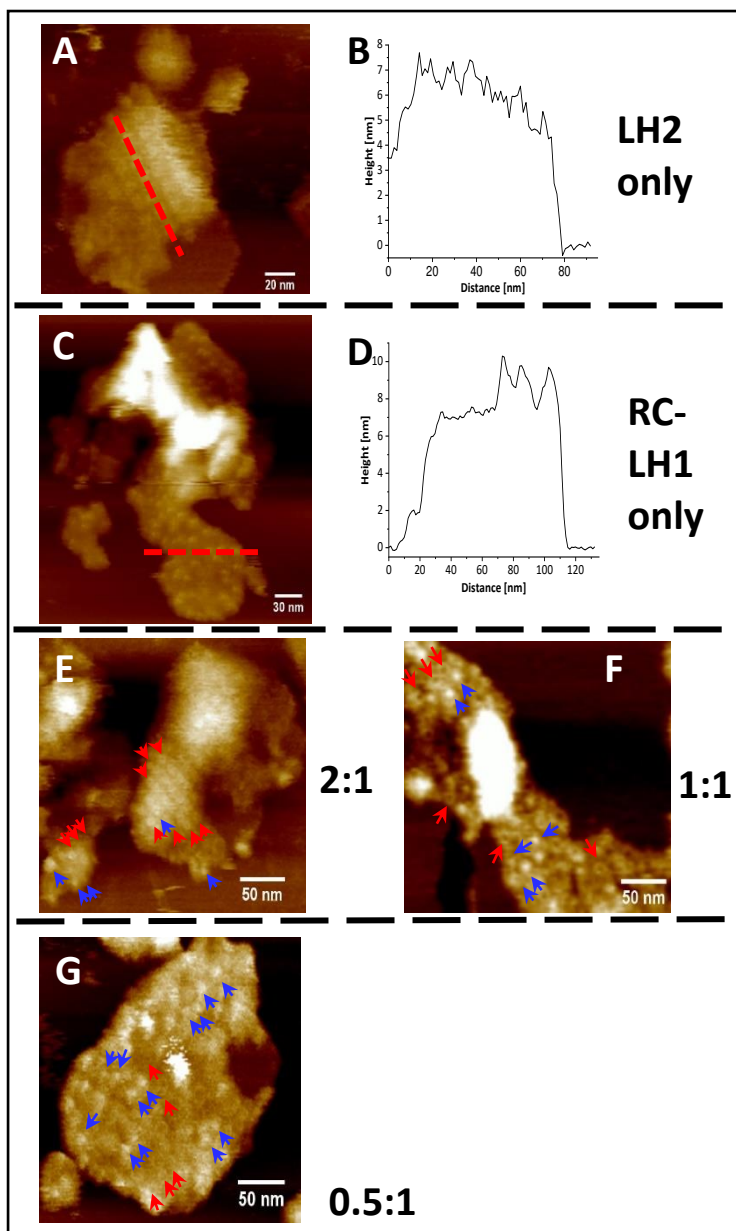 A
20 nm
B
Height [nm]
8
7
6
5
4
3
2
1
0
0 20 40 60 80
Distance [nm]
LH2
only
C
30 nm
D
Height [nm]
10
8
6
4
2
0
0 20 40 60 80 100 120
Distance [nm]
RC-
LH1
only
E
50 nm
2:1
F
50 nm
1:1
G
50 nm
0.5:1